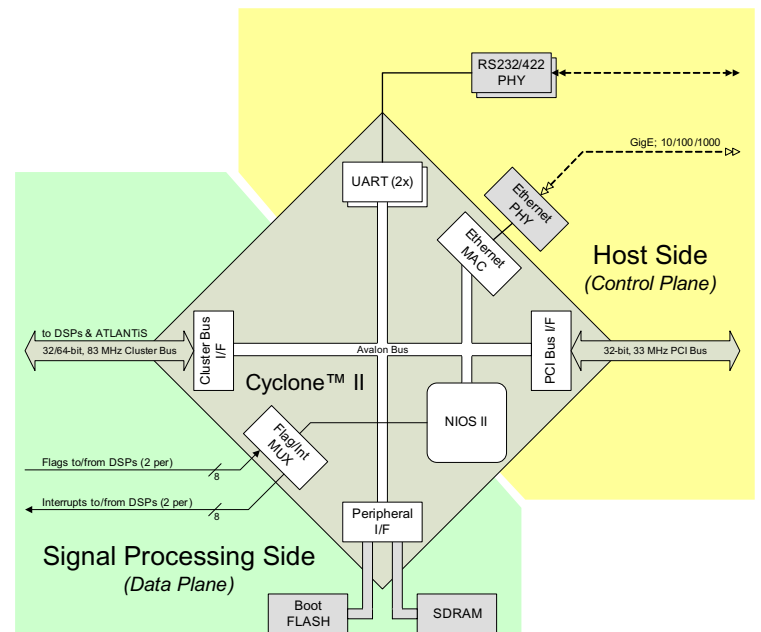 RS232/422
PHY
GigE; 10/100/1000
UART (2x)
Ethernet
PHY
Ethernet
MAC
Host Side
(Control Plane)
to DSPs & ATLANTiS
32/64-bit, 83 MHz Cluster Bus
Cluster Bus
I/F
Avalon Bus
PCI Bus I/F
32-bit, 33 MHz PCI Bus
Cyclone™ II
NIOS II
Flag/Int
MUX
Flags to/from DSPs (2 per)
8
Interrupts to/from DSPs (2 per)
8
Peripheral
I/F
Signal Processing Side
(Data Plane)
Boot
FLASH
SDRAM